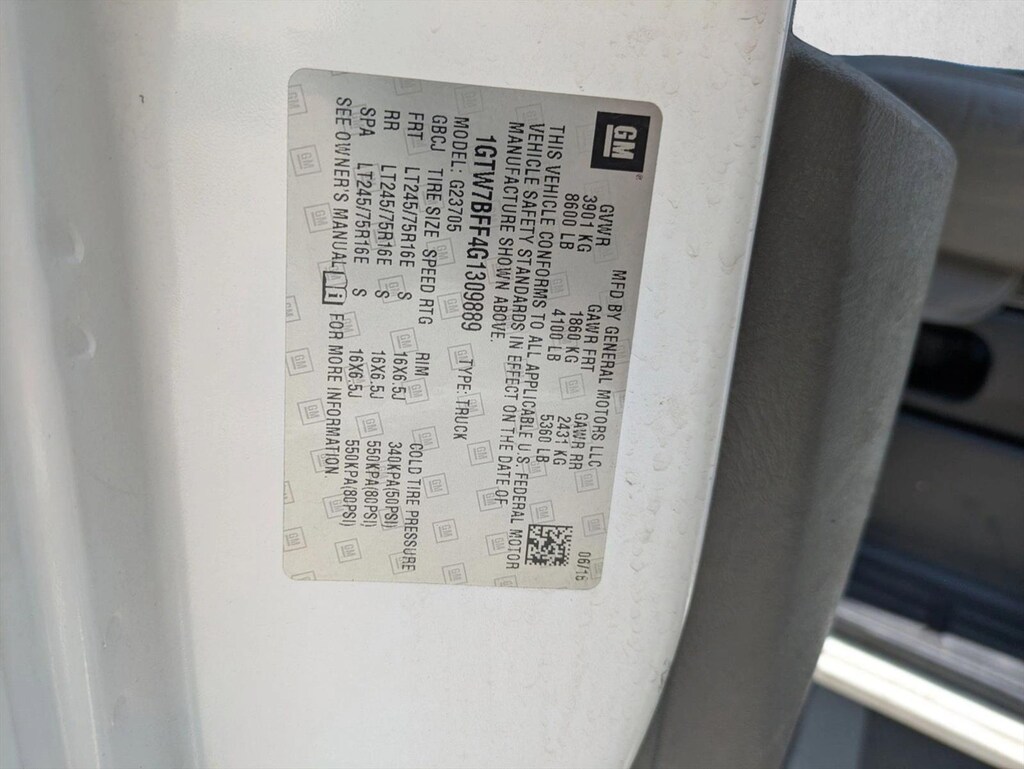 GM
MFD BY GENERAL MOTORS LLC 06/16
GVWR GAWR FRT GAWR RR
3901 KG 1860 KG 2431 KG
8600 LB 4100 LB 5360 LB
THIS VEHICLE CONFORMS TO ALL APPLICABLE U.S. FEDERAL MOTOR
VEHICLE SAFETY STANDARDS IN EFFECT ON THE DATE OF
MANUFACTURE SHOWN ABOVE.
1GTW7BFF4G1309889 TYPE: TRUCK
MODEL: G23705
GBCJ TIRE SIZE SPEED RTG RIM COLD TIRE PRESSURE
FRT LT245/75R16E S 16X6.5J 340KPA(50PSI)
RR LT245/75R16E S 16X6.5J 550KPA(80PSI)
SPA LT245/75R16E S 16X6.5J 550KPA(80PSI)
SEE OWNER'S MANUAL FOR MORE INFORMATION.